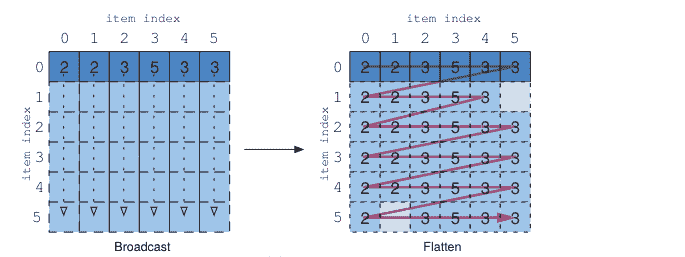 item index item index
0 1 2 3 4 5 0 1 2 3 4 5
0 2 2 3 5 3 3 0 2 2 3 5 3 3
1 1 2 2 3 5 3
2 2 2 2 3 5 3 3
3 3 2 2 3 5 3 3
4 4 2 2 3 5 3 3
5 5 2 3 5 3 3
item index item index
Broadcast Flatten